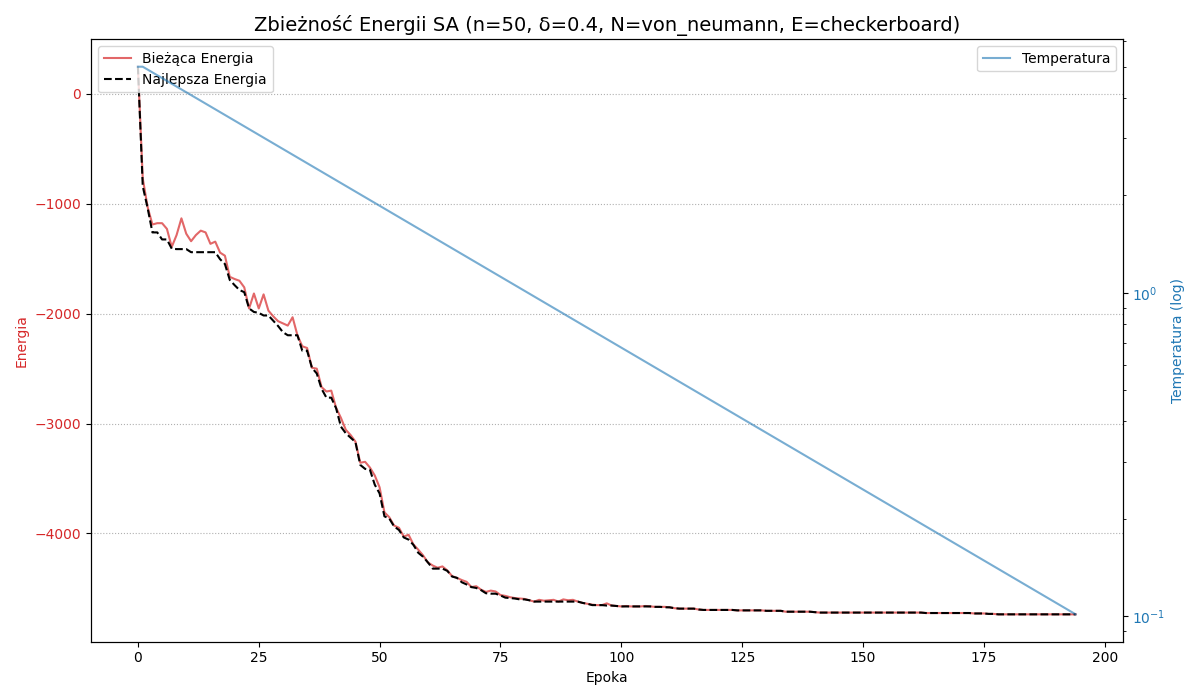 Zbieżność Energii SA (n=50, δ=0.4, N=von_neumann, E=checkerboard)
Bieżąca Energia
Najlepsza Energia
Temperatura
0
−1000
−2000
−3000
−4000
Energia
10⁰
10⁻¹
Temperatura (log)
0 25 50 75 100 125 150 175 200
Epoka